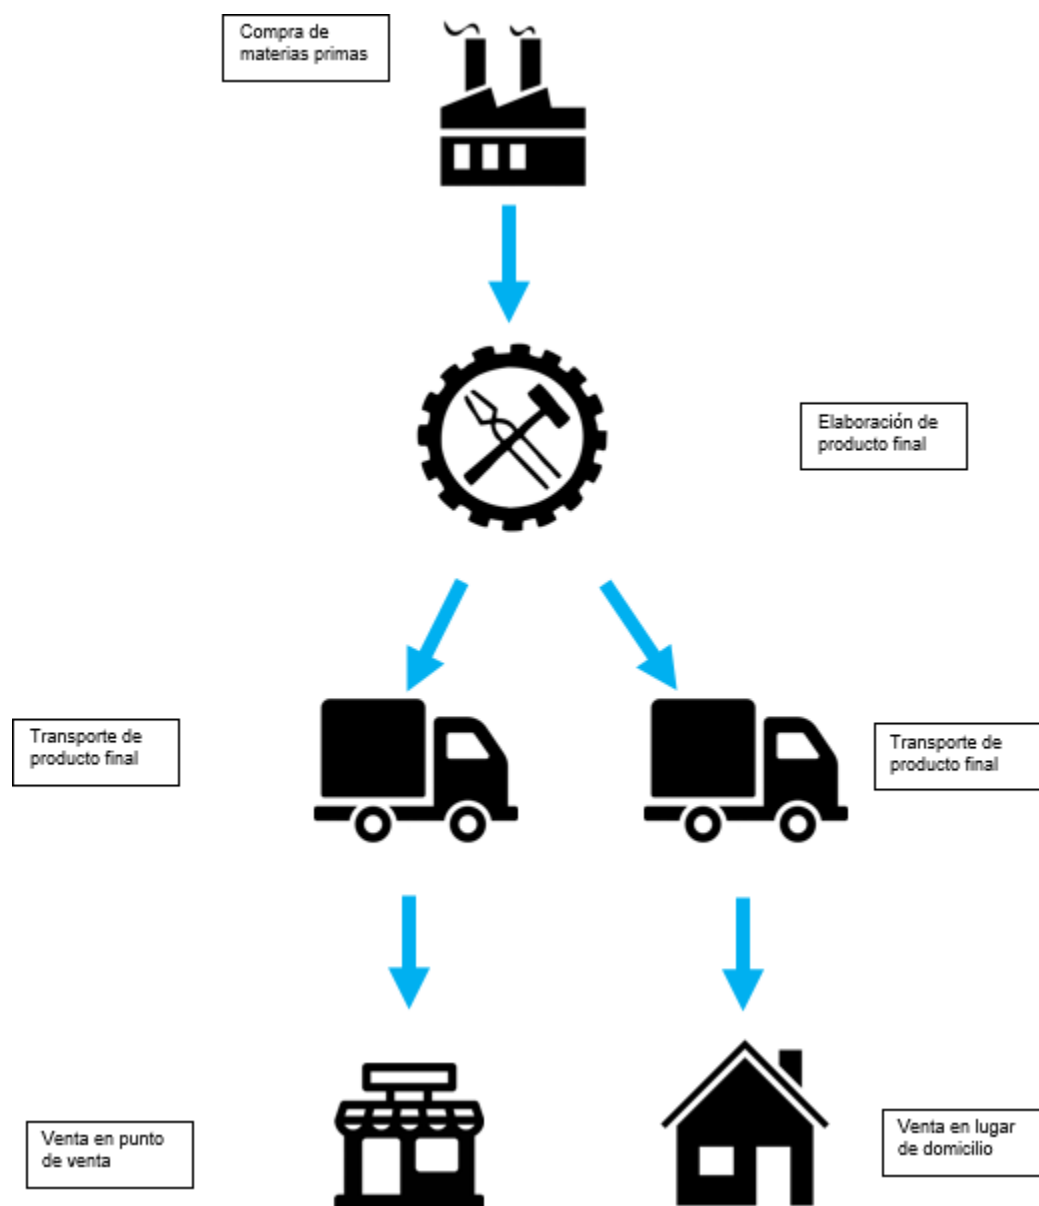 Compra de
materias primas
Elaboración de
producto final
Transporte de
producto final
Transporte de
producto final
Venta en punto
de venta
Venta en lugar
de domicilio